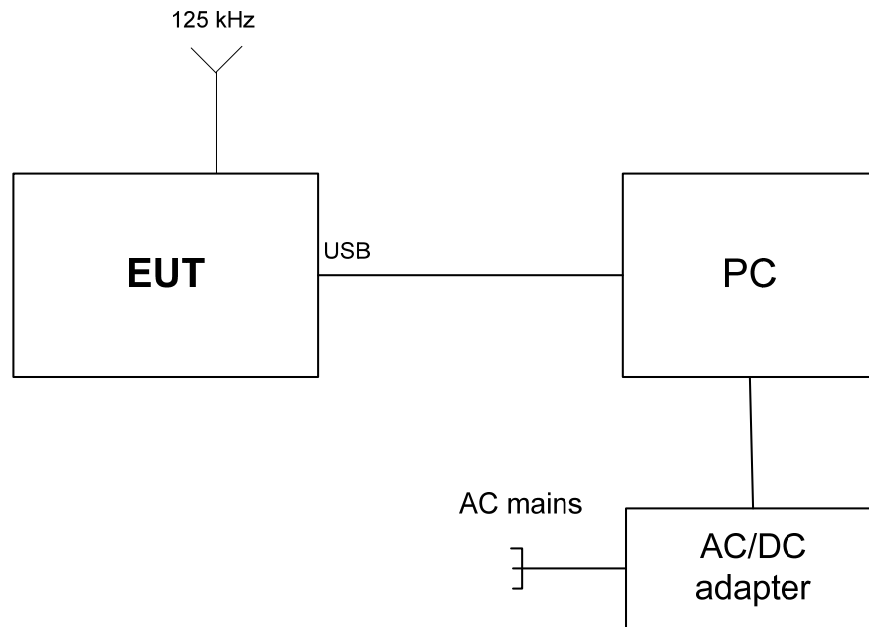 125 kHz
EUT
USB
PC
AC mains
AC/DC
adapter